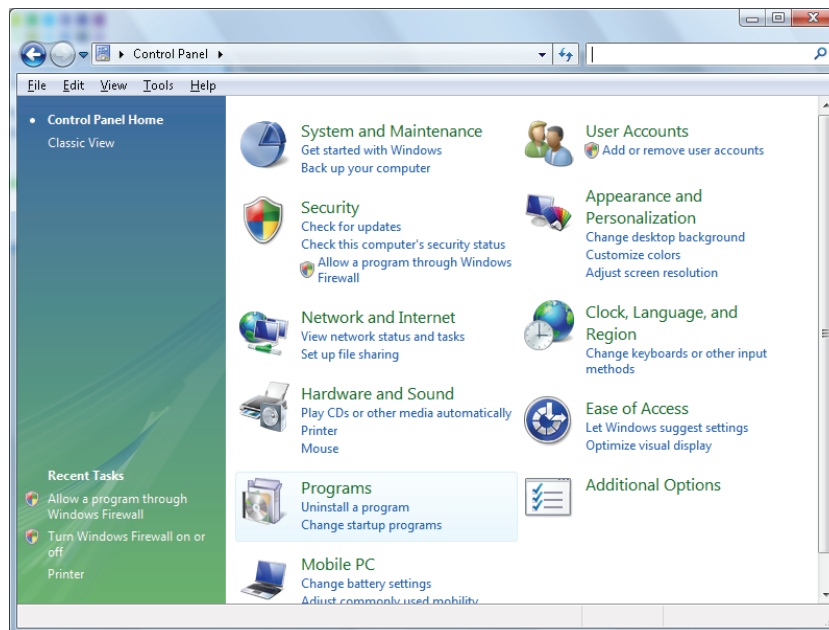 Control Panel
File Edit View Tools Help
Control Panel Home
Classic View
System and Maintenance
Get started with Windows
Back up your computer
Security
Check for updates
Check this computer's security status
Allow a program through Windows
Firewall
Network and Internet
View network status and tasks
Set up file sharing
Hardware and Sound
Play CDs or other media automatically
Printer
Mouse
Programs
Uninstall a program
Change startup programs
Mobile PC
Change battery settings
Adjust commonly used mobility
User Accounts
Add or remove user accounts
Appearance and
Personalization
Change desktop background
Customize colors
Adjust screen resolution
Clock, Language, and
Region
Change keyboards or other input
methods
Ease of Access
Let Windows suggest settings
Optimize visual display
Additional Options
Recent Tasks
Allow a program through
Windows Firewall
Turn Windows Firewall on or
off
Printer